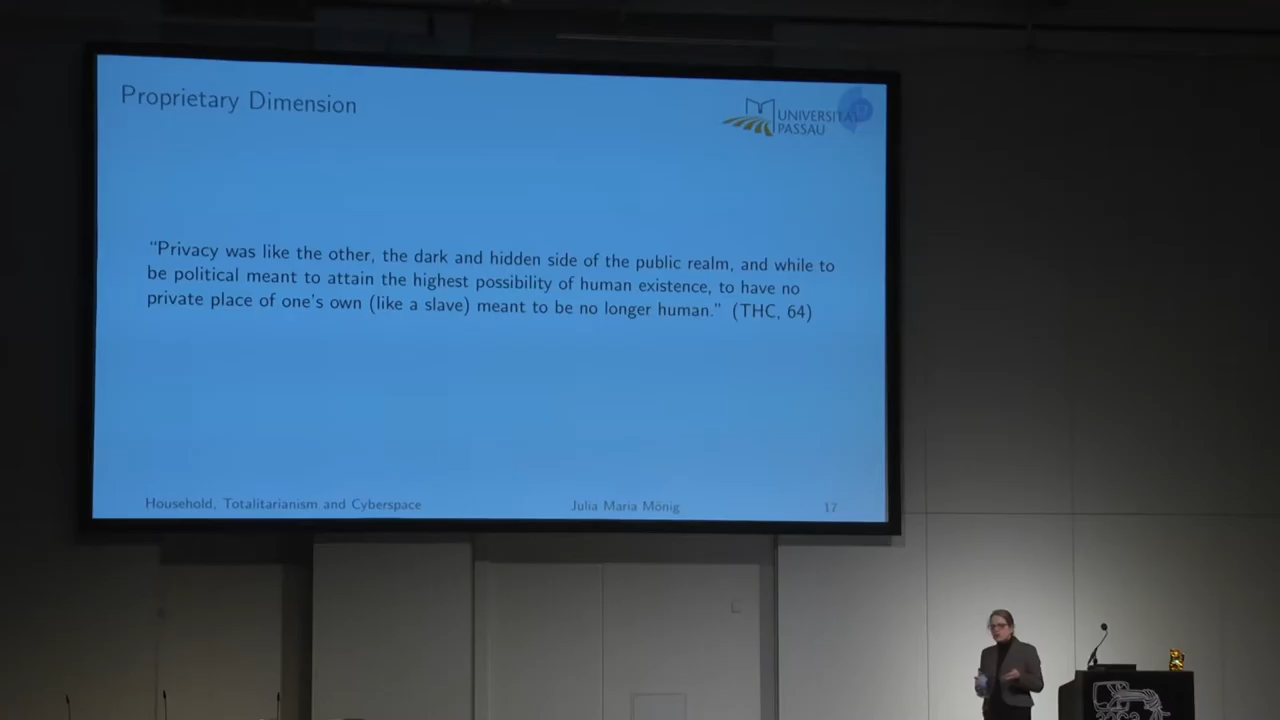 Proprietary Dimension
UNIVERSITÄT
PASSAU
"Privacy was like the other, the dark and hidden side of the public realm, and while to
be political meant to attain the highest possibility of human existence, to have no
private place of one's own (like a slave) meant to be no longer human." (THC, 64)
Household, Totalitarianism and Cyberspace
Julia Maria Mönig
17